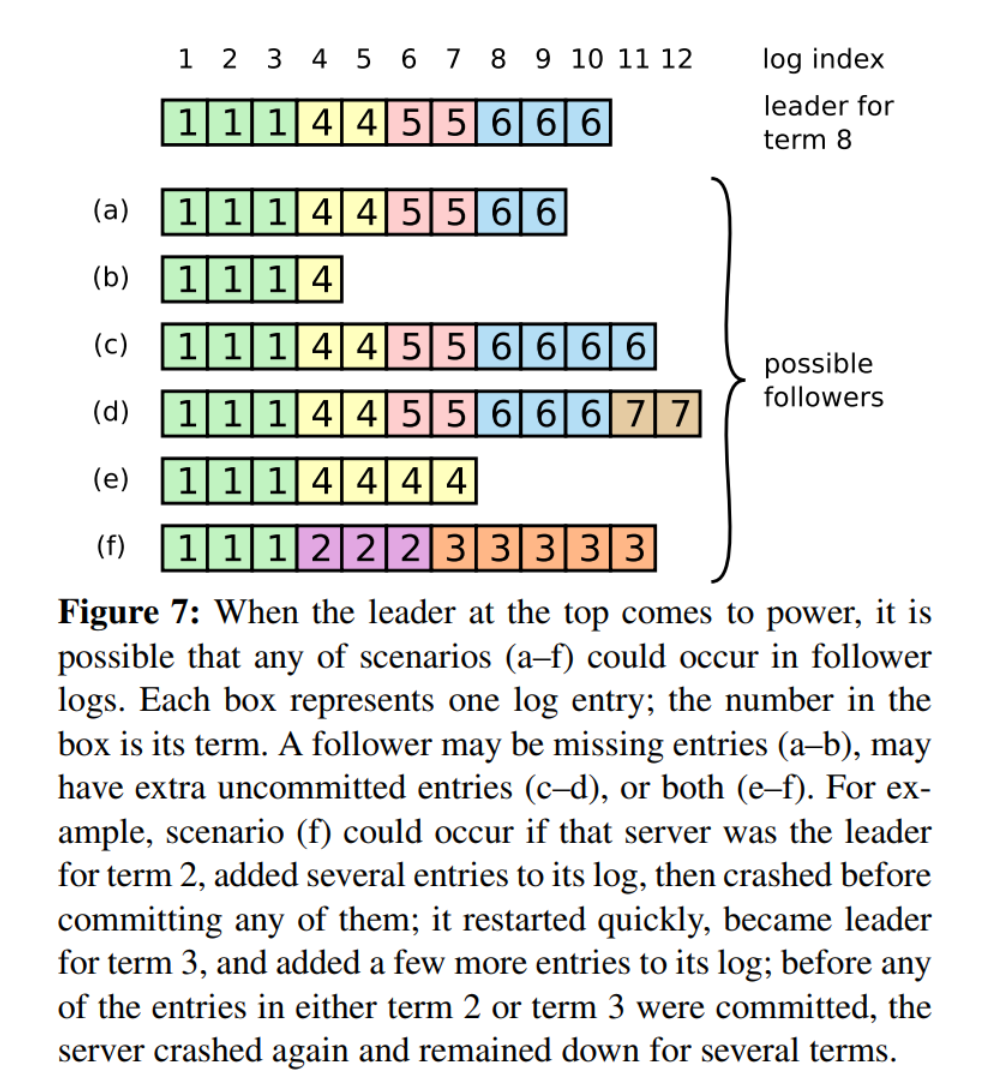 1 2 3 4 5 6 7 8 9 10 11 12 log index
1 1 1 4 4 5 5 6 6 6 leader for
term 8
(a) 1 1 1 4 4 5 5 6 6
(b) 1 1 1 4
(c) 1 1 1 4 4 5 5 6 6 6 6
possible
followers
(d) 1 1 1 4 4 5 5 6 6 6 7 7
(e) 1 1 1 4 4 4 4
(f) 1 1 1 2 2 2 3 3 3 3 3
Figure 7: When the leader at the top comes to power, it is
possible that any of scenarios (a–f) could occur in follower
logs. Each box represents one log entry; the number in the
box is its term. A follower may be missing entries (a–b), may
have extra uncommitted entries (c–d), or both (e–f). For ex-
ample, scenario (f) could occur if that server was the leader
for term 2, added several entries to its log, then crashed before
committing any of them; it restarted quickly, became leader
for term 3, and added a few more entries to its log; before any
of the entries in either term 2 or term 3 were committed, the
server crashed again and remained down for several terms.